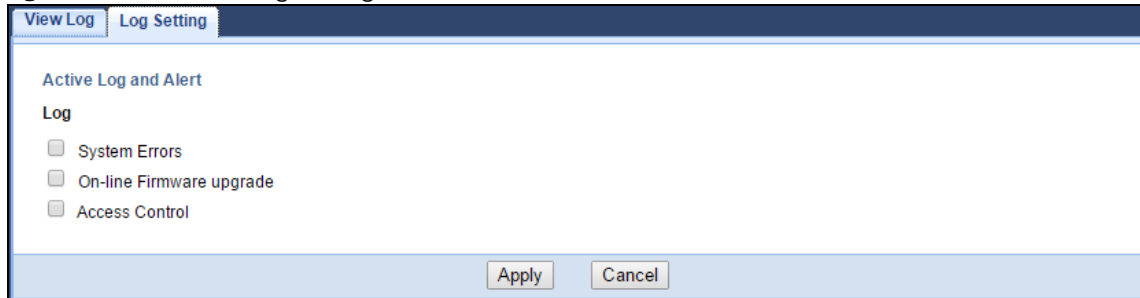 View Log Log Setting
Active Log and Alert
Log
System Errors
On-line Firmware upgrade
Access Control
Apply Cancel